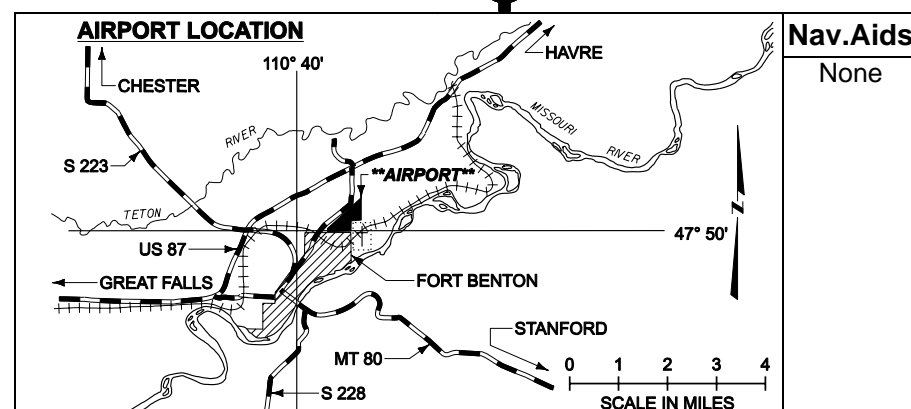 AIRPORT LOCATION
Nav.Aids
None
110° 40'
HAVRE
CHESTER
MISSOURI
RIVER
RIVER
S 223
**AIRPORT**
TETON
N
47° 50'
US 87
GREAT FALLS
FORT BENTON
STANFORD
MT 80
0 1 2 3 4
S 228
SCALE IN MILES